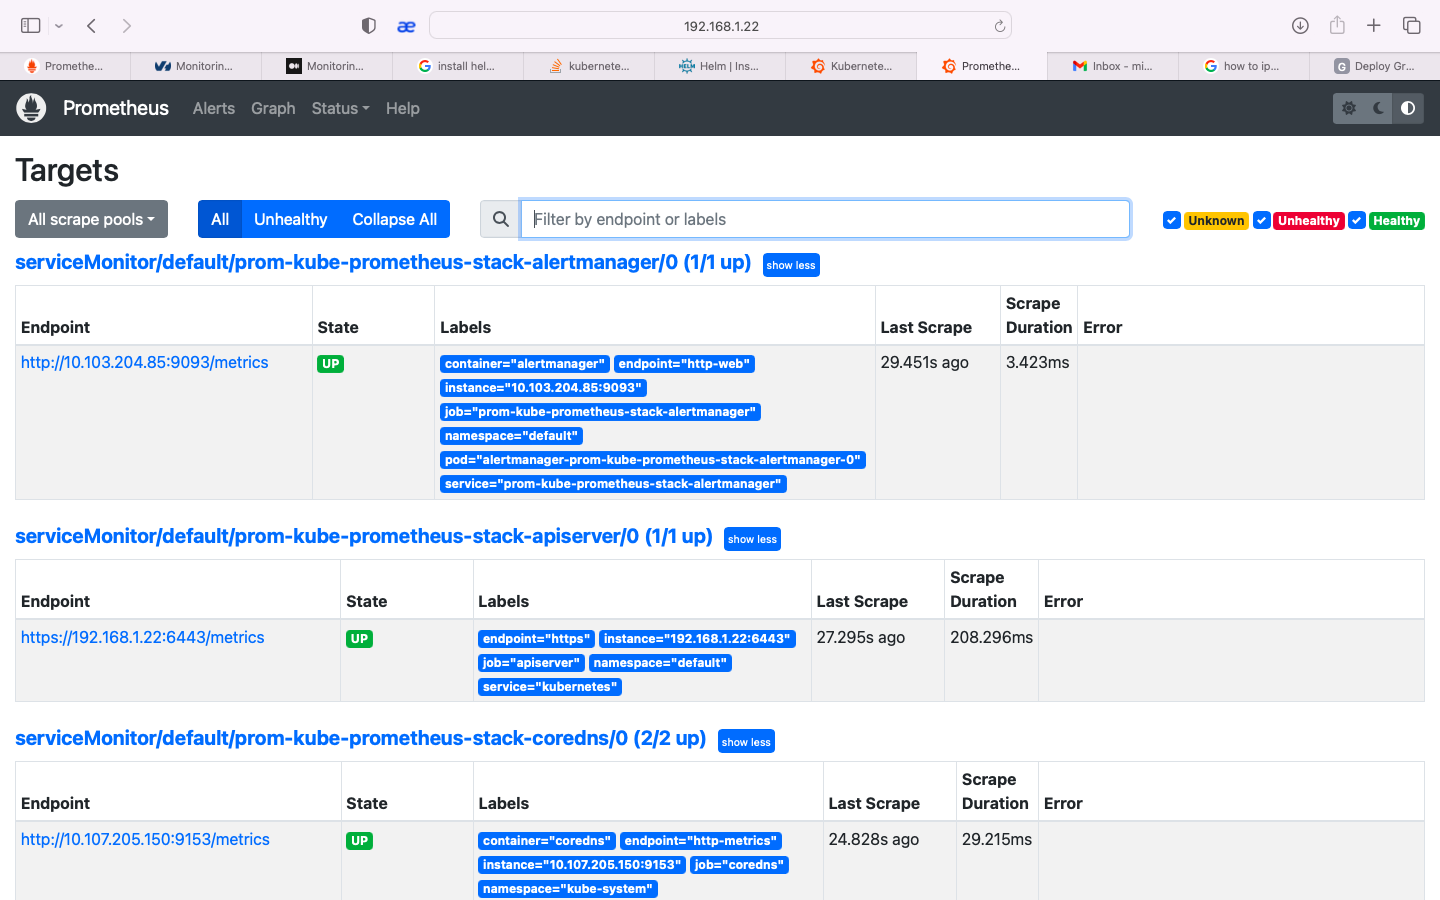 192.168.1.22
Promethe...
Monitorin...
Monitorin...
install hel...
kubernete...
HELM
Helm | Ins...
Kubernete...
Promethe...
Inbox – mi...
how to ip...
G
Deploy Gr...
Prometheus Alerts Graph Status Help
Targets
All scrape pools All Unhealthy Collapse All Filter by endpoint or labels Unknown Unhealthy Healthy
serviceMonitor/default/prom-kube-prometheus-stack-alertmanager/0 (1/1 up) show less
Endpoint State Labels Last Scrape Scrape Duration Error
http://10.103.204.85:9093/metrics UP container="alertmanager" endpoint="http-web" 29.451s ago 3.423ms
instance="10.103.204.85:9093"
job="prom-kube-prometheus-stack-alertmanager"
namespace="default"
pod="alertmanager-prom-kube-prometheus-stack-alertmanager-0"
service="prom-kube-prometheus-stack-alertmanager"
serviceMonitor/default/prom-kube-prometheus-stack-apiserver/0 (1/1 up) show less
Endpoint State Labels Last Scrape Scrape Duration Error
https://192.168.1.22:6443/metrics UP endpoint="https" instance="192.168.1.22:6443" 27.295s ago 208.296ms
job="apiserver" namespace="default"
service="kubernetes"
serviceMonitor/default/prom-kube-prometheus-stack-coredns/0 (2/2 up) show less
Endpoint State Labels Last Scrape Scrape Duration Error
http://10.107.205.150:9153/metrics UP container="coredns" endpoint="http-metrics" 24.828s ago 29.215ms
instance="10.107.205.150:9153" job="coredns"
namespace="kube-system"